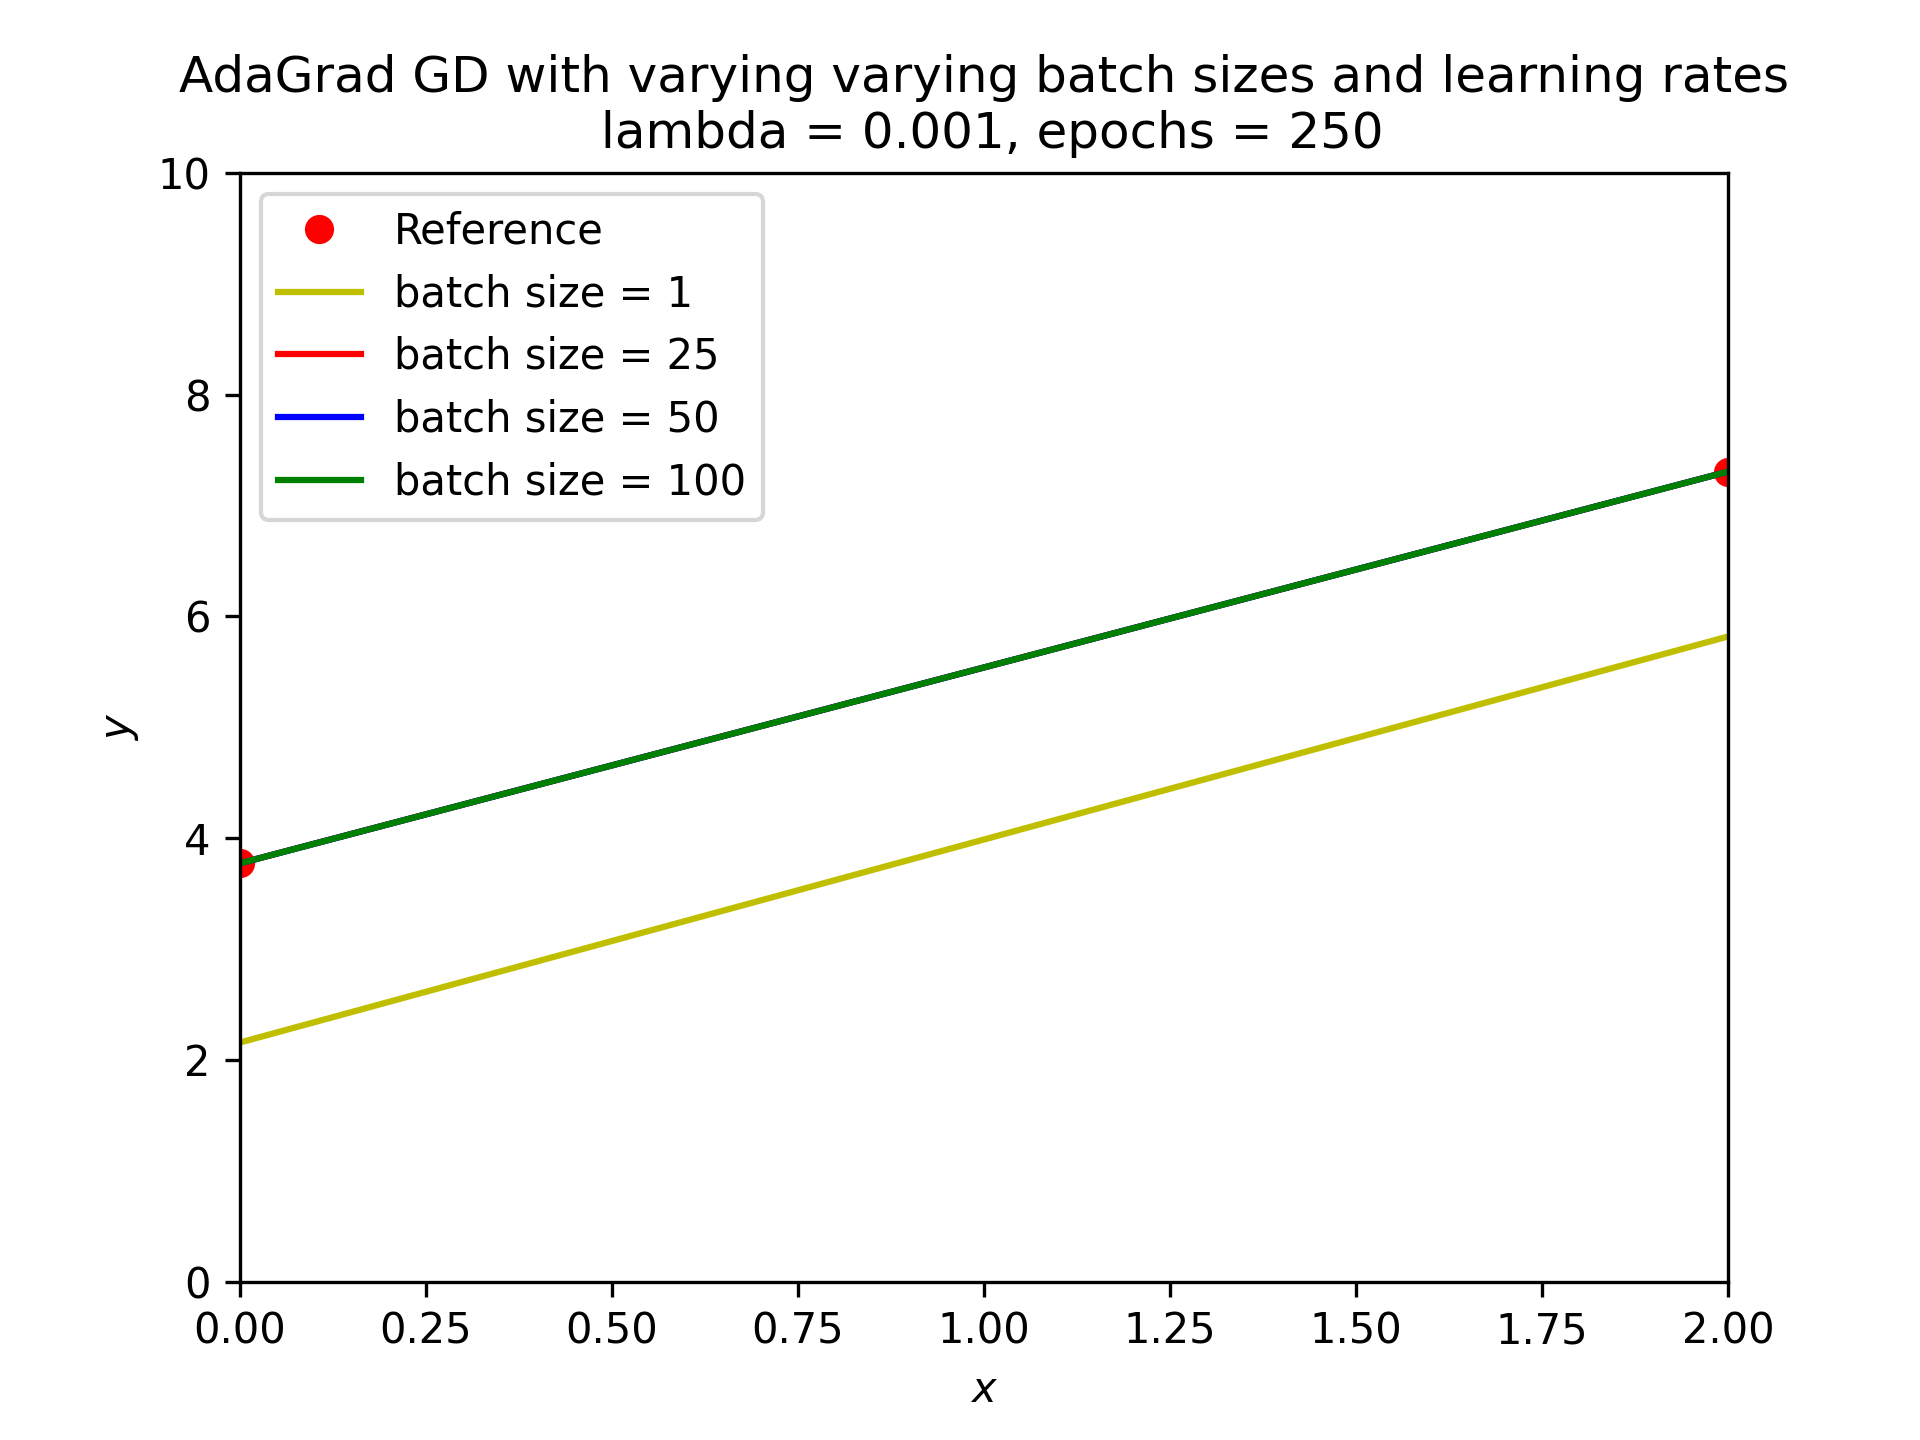 AdaGrad GD with varying varying batch sizes and learning rates
lambda = 0.001, epochs = 250
10
8
6
4
2
0
y
Reference
batch size = 1
batch size = 25
batch size = 50
batch size = 100
0.00 0.25 0.50 0.75 1.00 1.25 1.50 1.75 2.00
x